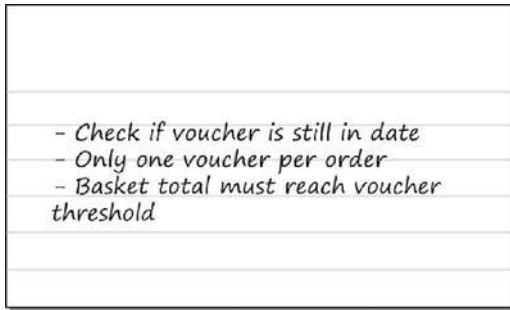 - Check if voucher is still in date
- Only one voucher per order
- Basket total must reach voucher
threshold